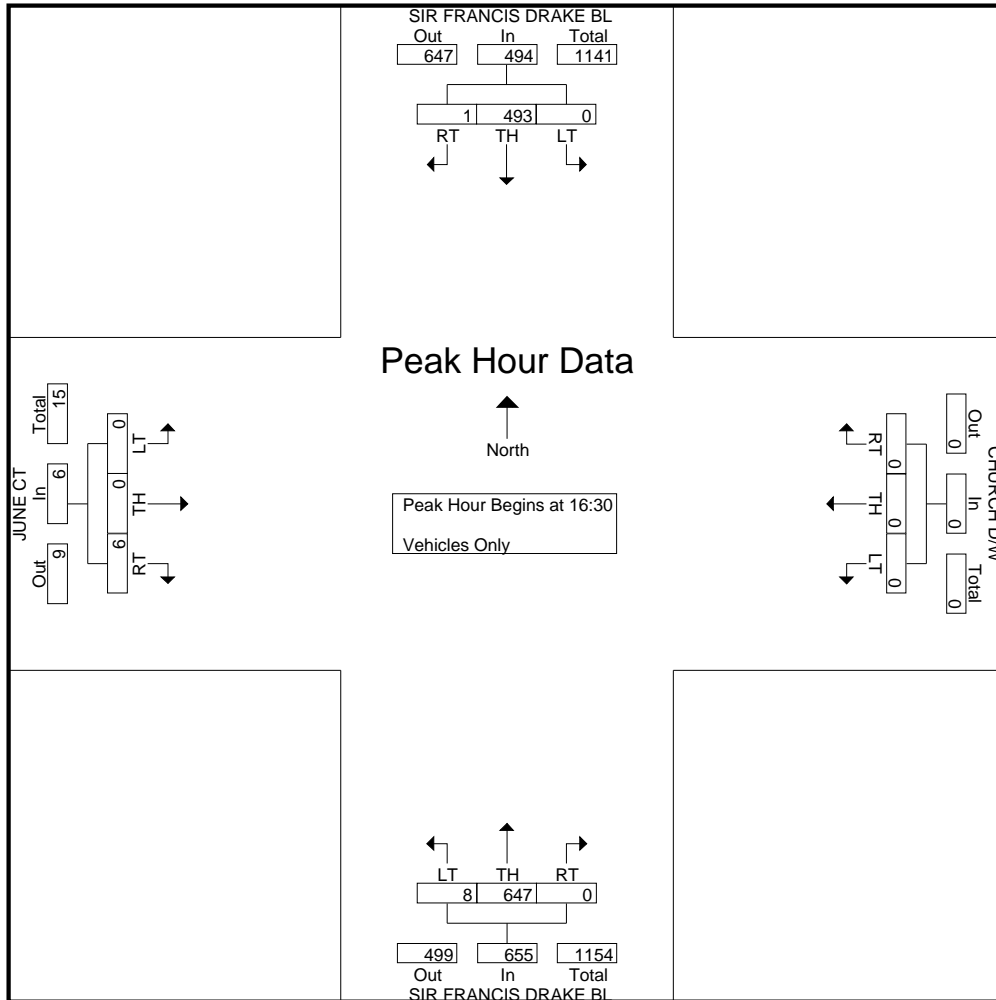 SIR FRANCIS DRAKE BL
Out In Total
647 494 1141
1 493 0
RT TH LT
Peak Hour Data
North
Peak Hour Begins at 16:30
Vehicles Only
JUNE CT
Total In Out
15 6 9
0 0 6
LT TH RT
CHURCH D/W
Out In Total
0 0 0
0 0 0
RT TH LT
LT TH RT
8 647 0
499 655 1154
Out In Total
SIR FRANCIS DRAKE BL